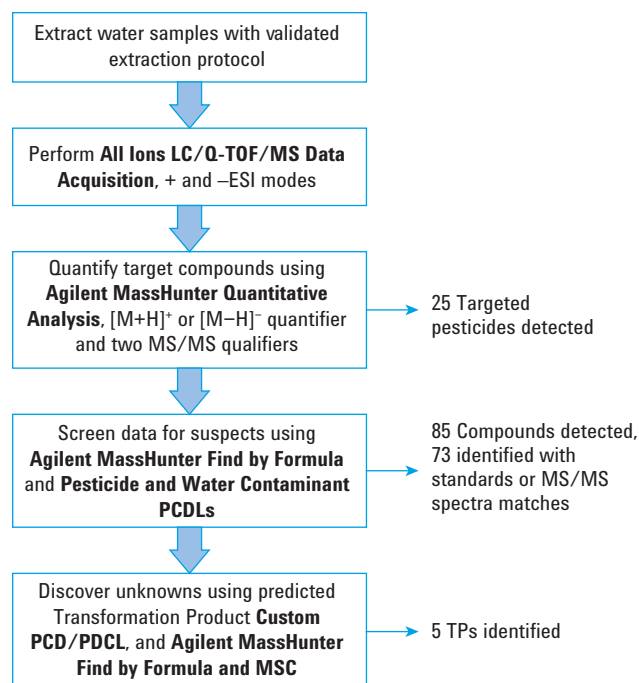 Extract water samples with validated
extraction protocol
Perform All Ions LC/Q-TOF/MS Data
Acquisition, + and –ESI modes
Quantify target compounds using
Agilent MassHunter Quantitative
Analysis, [M+H]⁺ or [M–H]⁻ quantifier
and two MS/MS qualifiers
25 Targeted
pesticides detected
Screen data for suspects using
Agilent MassHunter Find by Formula
and Pesticide and Water Contaminant
PCDLs
85 Compounds detected,
73 identified with
standards or MS/MS
spectra matches
Discover unknowns using predicted
Transformation Product Custom
PCD/PDCL, and Agilent MassHunter
Find by Formula and MSC
5 TPs identified